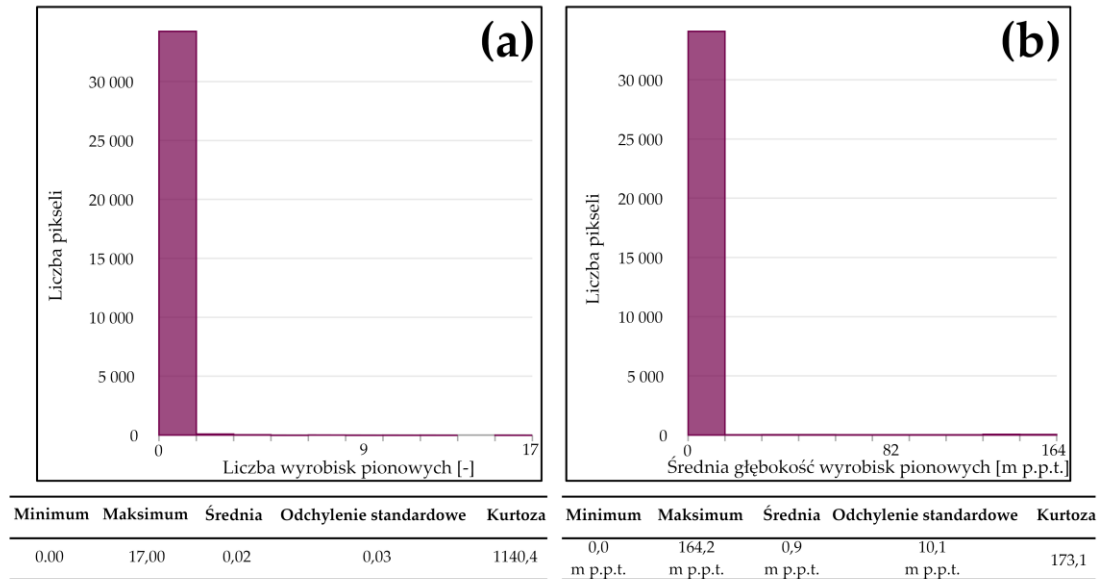 (a)
30 000
25 000
20 000
15 000
10 000
5 000
0
Liczba pikseli
0 9 17
Liczba wyrobisk pionowych [-]
(b)
30 000
25 000
20 000
15 000
10 000
5 000
0
Liczba pikseli
0 82 164
Średnia głębokość wyrobisk pionowych [m p.p.t.]
Minimum Maksimum Średnia Odchylenie standardowe Kurtoza
0.00 17,00 0,02 0,03 1140,4
Minimum Maksimum Średnia Odchylenie standardowe Kurtoza
0,0 164,2 0,9 10,1 173,1
m p.p.t. m p.p.t. m p.p.t. m p.p.t.